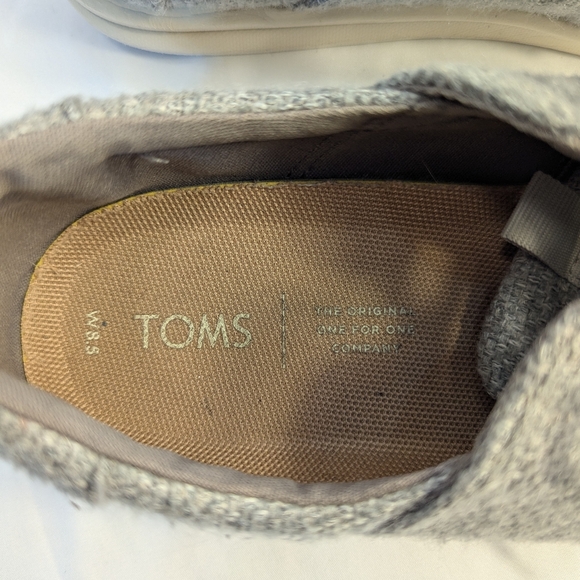 W8.5
TOMS
THE ORIGINAL
ONE FOR ONE
COMPANY